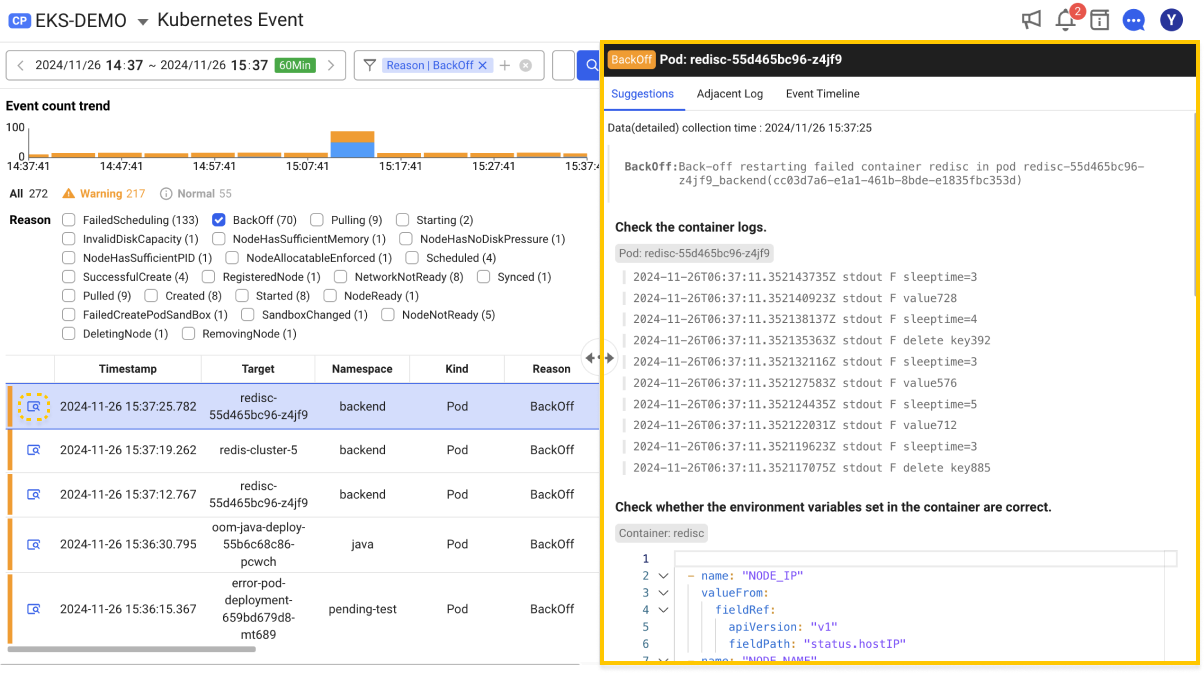 CP EKS-DEMO Kubernetes Event
2
Y
2024/11/26 14:37 ~ 2024/11/26 15:37 60Min
Reason | BackOff
Event count trend
100
0
14:37:41 14:47:41 14:57:41 15:07:41 15:17:41 15:27:41 15:37:4
All 272 Warning 217 Normal 55
Reason FailedScheduling (133) BackOff (70) Pulling (9) Starting (2)
InvalidDiskCapacity (1) NodeHasSufficientMemory (1) NodeHasNoDiskPressure (1)
NodeHasSufficientPID (1) NodeAllocatableEnforced (1) Scheduled (4)
SuccessfulCreate (4) RegisteredNode (1) NetworkNotReady (8) Synced (1)
Pulled (9) Created (8) Started (8) NodeReady (1)
FailedCreatePodSandBox (1) SandboxChanged (1) NodeNotReady (5)
DeletingNode (1) RemovingNode (1)
Timestamp Target Namespace Kind Reason
2024-11-26 15:37:25.782 redisc-55d465bc96-z4jf9 backend Pod BackOff
2024-11-26 15:37:19.262 redis-cluster-5 backend Pod BackOff
2024-11-26 15:37:12.767 redisc-55d465bc96-z4jf9 backend Pod BackOff
2024-11-26 15:36:30.795 oom-java-deploy-55b6c68c86-pcwch java Pod BackOff
2024-11-26 15:36:15.367 error-pod-deployment-659bd679d8-mt689 pending-test Pod BackOff
BackOff Pod: redisc-55d465bc96-z4jf9
Suggestions Adjacent Log Event Timeline
Data(detailed) collection time : 2024/11/26 15:37:25
BackOff:Back-off restarting failed container redisc in pod redisc-55d465bc96-
z4jf9_backend(cc03d7a6-e1a1-461b-8bde-e1835fbc353d)
Check the container logs.
Pod: redisc-55d465bc96-z4jf9
2024-11-26T06:37:11.352143735Z stdout F sleeptime=3
2024-11-26T06:37:11.352140923Z stdout F value728
2024-11-26T06:37:11.352138137Z stdout F sleeptime=4
2024-11-26T06:37:11.352135363Z stdout F delete key392
2024-11-26T06:37:11.352132116Z stdout F sleeptime=3
2024-11-26T06:37:11.352127583Z stdout F value576
2024-11-26T06:37:11.352124435Z stdout F sleeptime=5
2024-11-26T06:37:11.352122031Z stdout F value712
2024-11-26T06:37:11.352119623Z stdout F sleeptime=3
2024-11-26T06:37:11.352117075Z stdout F delete key885
Check whether the environment variables set in the container are correct.
Container: redisc
1
2 - name: "NODE_IP"
3 valueFrom:
4 fieldRef:
5 apiVersion: "v1"
6 fieldPath: "status.hostIP"
7 - name: "NODE_NAME"